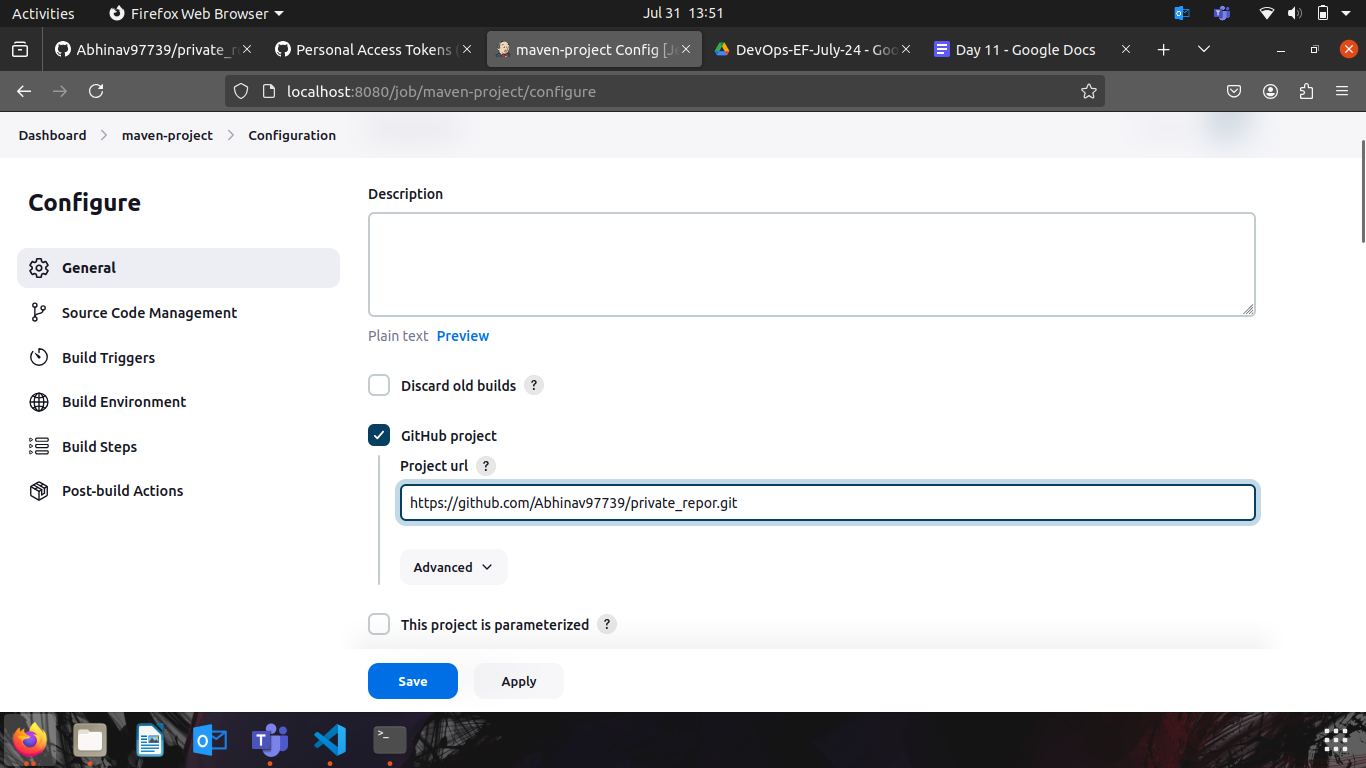 Activities Firefox Web Browser Jul 31 13:51
Abhinav97739/private_r Personal Access Tokens ( maven-project Config [Je DevOps-EF-July-24 - Goo Day 11 - Google Docs
localhost:8080/job/maven-project/configure
Dashboard maven-project Configuration
Configure
General
Source Code Management
Build Triggers
Build Environment
Build Steps
Post-build Actions
Description
Plain text Preview
Discard old builds ?
GitHub project
Project url ?
https://github.com/Abhinav97739/private_repor.git
Advanced
This project is parameterized ?
Save Apply